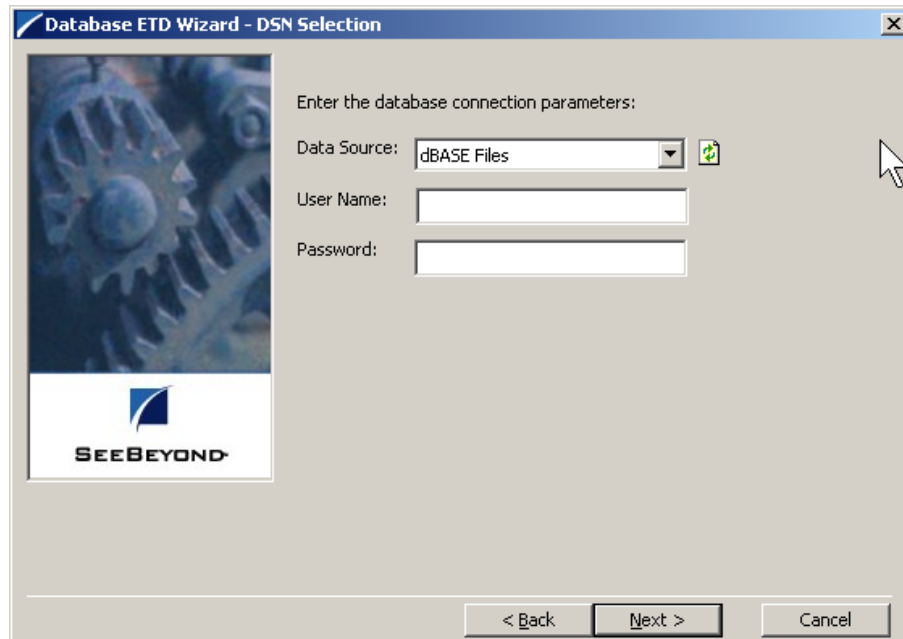 Database ETD Wizard - DSN Selection
Enter the database connection parameters:
Data Source: dBASE Files
User Name:
Password:
SEEBEYOND
< Back Next > Cancel